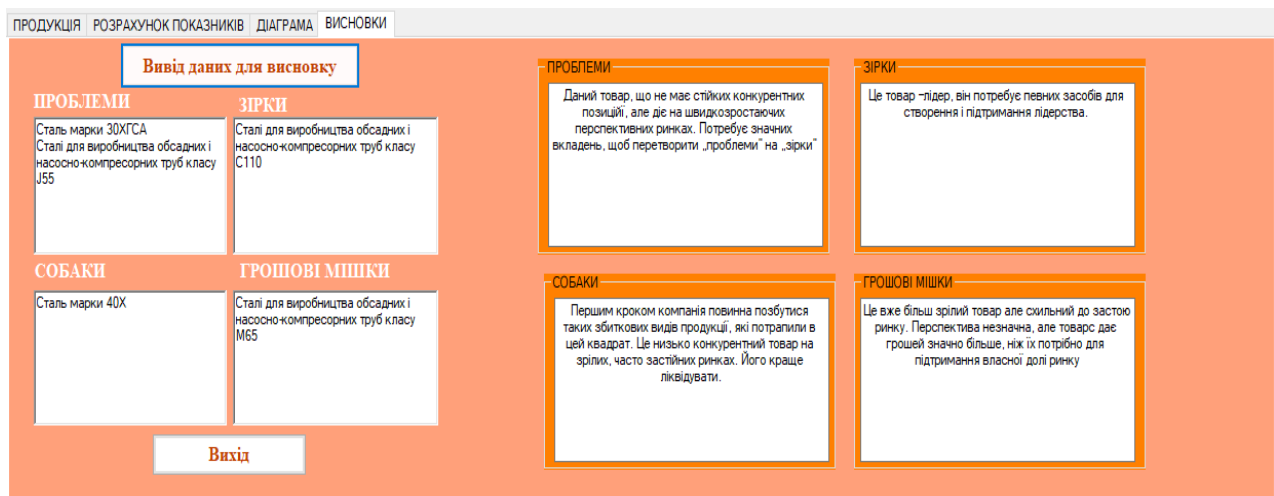 ПРОДУКЦІЯ РОЗРАХУНОК ПОКАЗНИКІВ ДІАГРАМА ВИСНОВКИ
Вивід даних для висновку
ПРОБЛЕМИ
Сталь марки 30ХГСА
Сталі для виробництва обсадних і
насосно-компресорних труб класу
J55
ЗІРКИ
Сталі для виробництва обсадних і
насосно-компресорних труб класу
С110
СОБАКИ
Сталь марки 40Х
ГРОШОВІ МІШКИ
Сталі для виробництва обсадних і
насосно-компресорних труб класу
М65
Вихід
ПРОБЛЕМИ
Даний товар, що не має стійких конкурентних
позиційї, але діє на швидкозростаючих
перспективних ринках. Потребує значних
вкладень, щоб перетворити „проблеми" на „зірки"
ЗІРКИ
Це товар –лідер, він потребує певних засобів для
створення і підтримання лідерства.
СОБАКИ
Першим кроком компанія повинна позбутися
таких збиткових видів продукції, які потрапили в
цей квадрат. Це низько конкурентний товар на
зрілих, часто застійних ринках. Його краще
ліквідувати.
ГРОШОВІ МІШКИ
Це вже більш зрілий товар але схильний до застою
ринку. Перспектива незначна, але товарс дає
грошей значно більше, ніж їх потрібно для
підтримання власної долі ринку